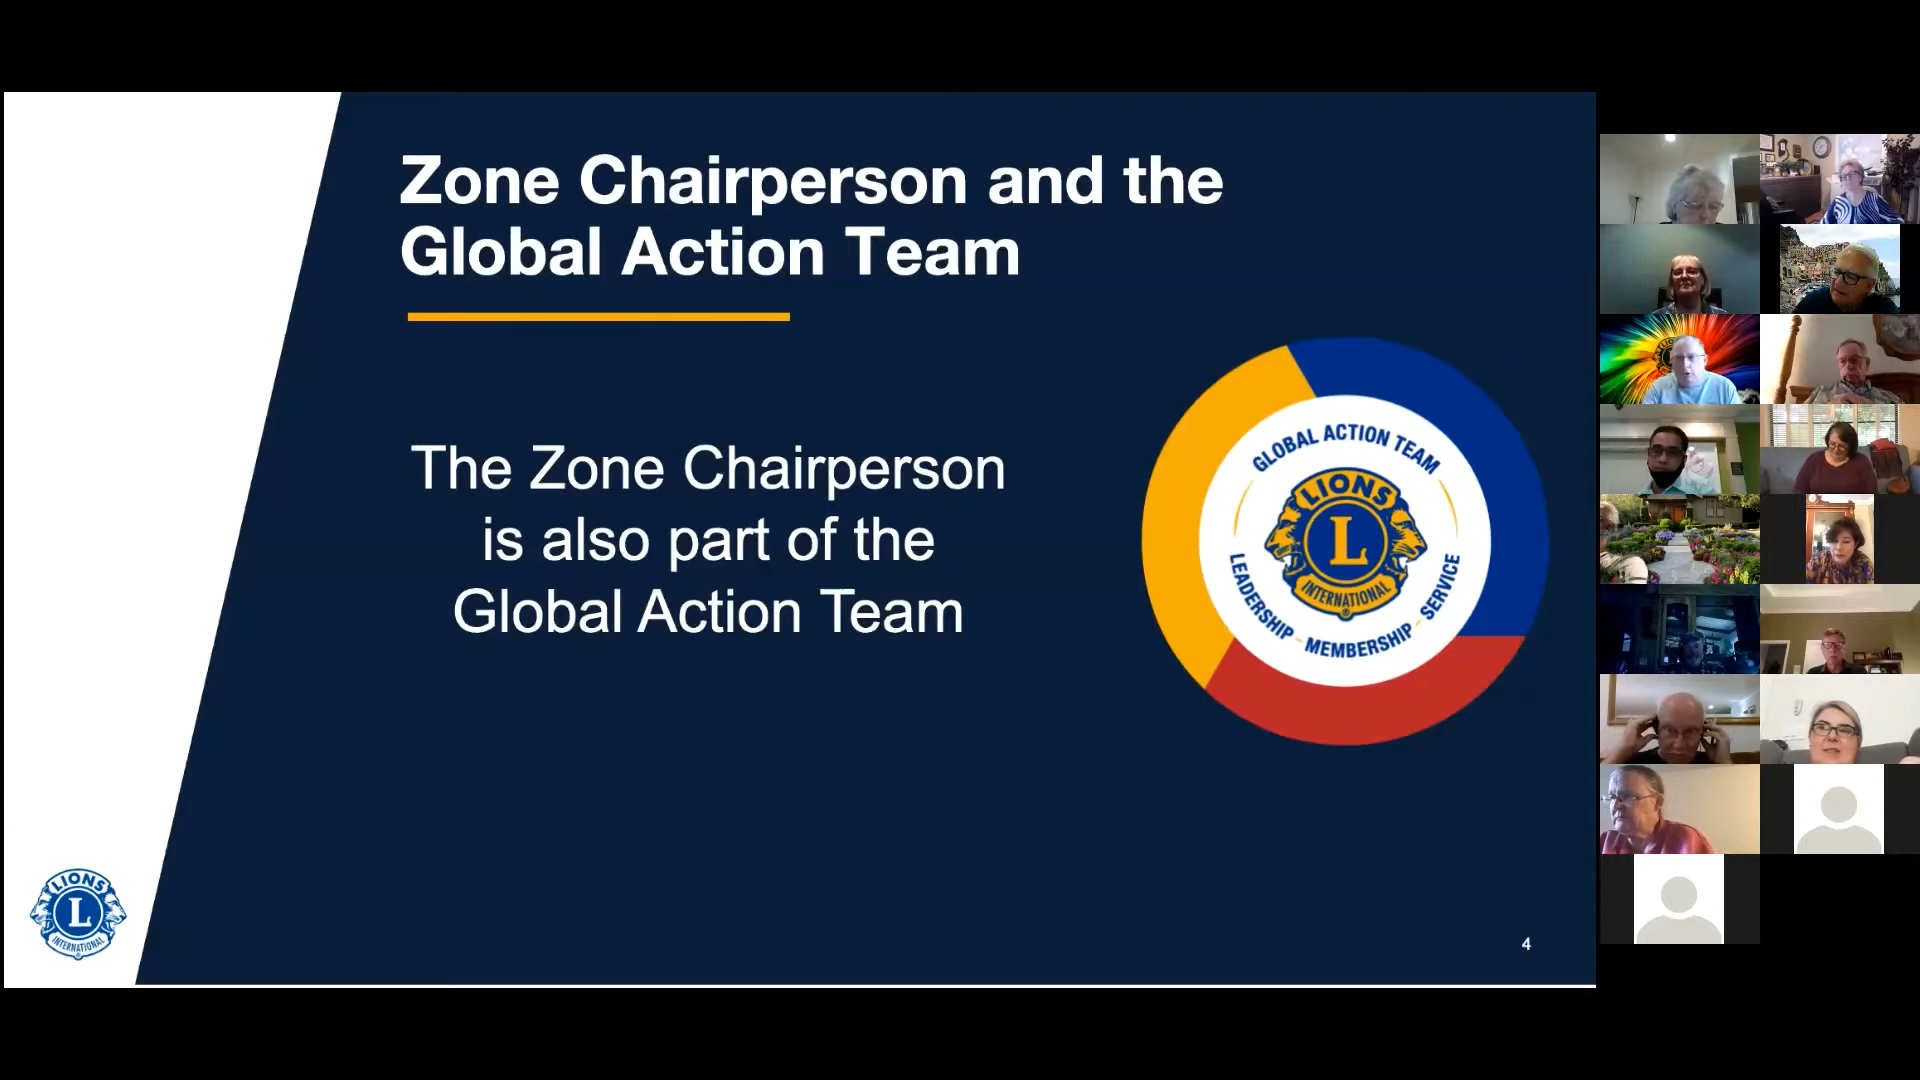 Zone Chairperson and the
Global Action Team
The Zone Chairperson
is also part of the
Global Action Team
GLOBAL ACTION TEAM
LIONS
L
INTERNATIONAL
LEADERSHIP - MEMBERSHIP - SERVICE
LIONS
L
INTERNATIONAL
®
4